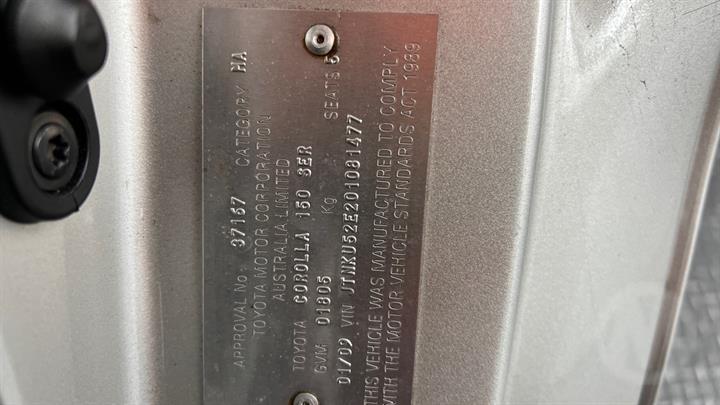 APPROVAL NO: 37167 CATEGORY MA
TOYOTA MOTOR CORPORATION
AUSTRALIA LIMITED
TOYOTA COROLLA 150 SER
GVM 01805 Kg SEATS 5
01/09 VIN JTNKU52E201081477
THIS VEHICLE WAS MANUFACTURED TO COMPLY
WITH THE MOTOR VEHICLE STANDARDS ACT 1989